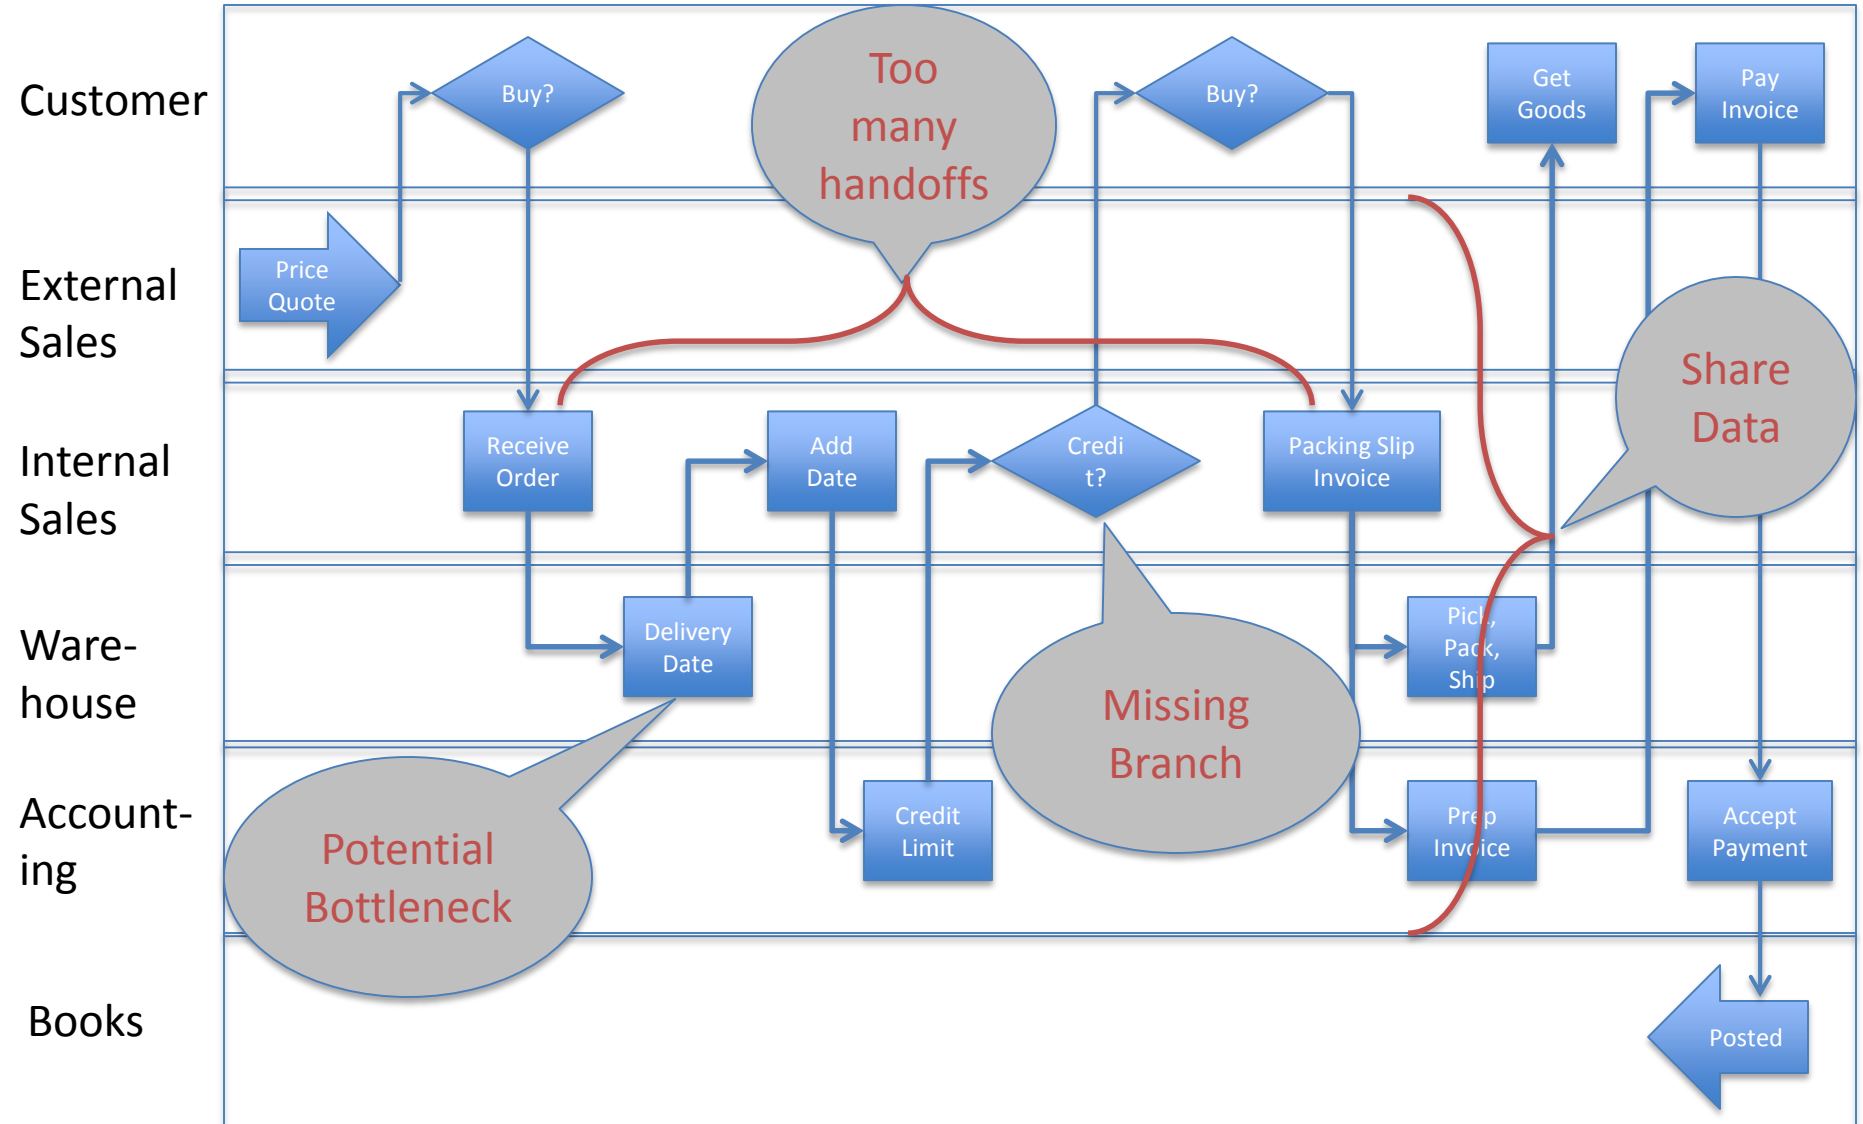 Customer
Buy?
Too
many
handoffs
Buy?
Get
Goods
Pay
Invoice
External
Sales
Price
Quote
Share
Data
Internal
Sales
Receive
Order
Add
Date
Credi
t?
Packing Slip
Invoice
Ware-
house
Delivery
Date
Missing
Branch
Pick,
Pack,
Ship
Account-
ing
Potential
Bottleneck
Credit
Limit
Prep
Invoice
Accept
Payment
Books
Posted